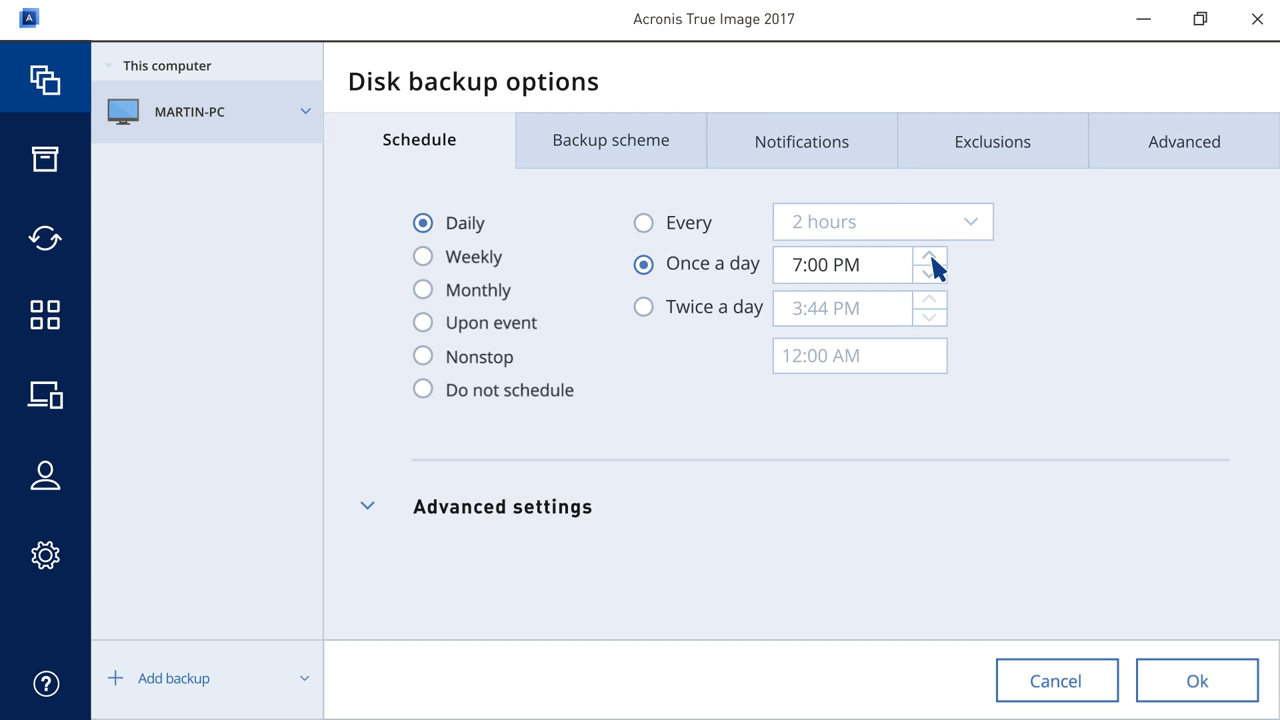 A
Acronis True Image 2017
This computer
MARTIN-PC
Disk backup options
Schedule
Backup scheme
Notifications
Exclusions
Advanced
Daily
Weekly
Monthly
Upon event
Nonstop
Do not schedule
Every
2 hours
Once a day
7:00 PM
Twice a day
3:44 PM
12:00 AM
Advanced settings
?
+ Add backup
Cancel
Ok